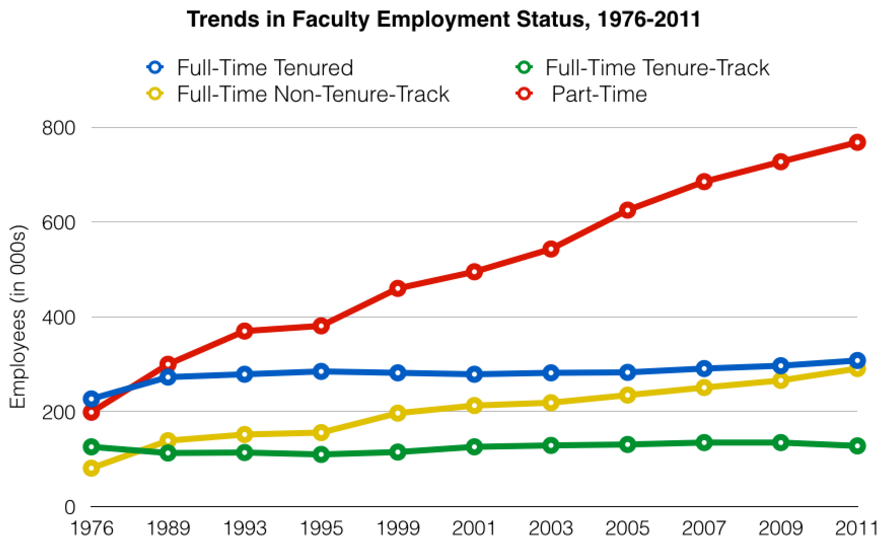 Trends in Faculty Employment Status, 1976-2011
Full-Time Tenured Full-Time Tenure-Track
Full-Time Non-Tenure-Track Part-Time
Employees (in 000s)
800
600
400
200
0
1976 1989 1993 1995 1999 2001 2003 2005 2007 2009 2011